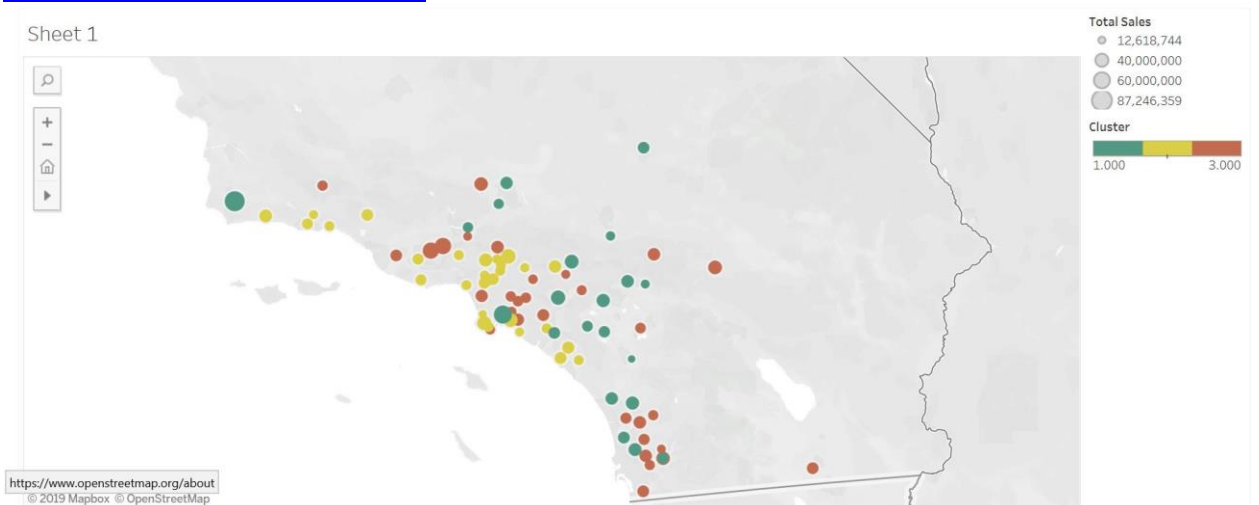 Sheet 1
Total Sales
12,618,744
40,000,000
60,000,000
87,246,359
Cluster
1.000 3.000
https://www.openstreetmap.org/about
© 2019 Mapbox © OpenStreetMap